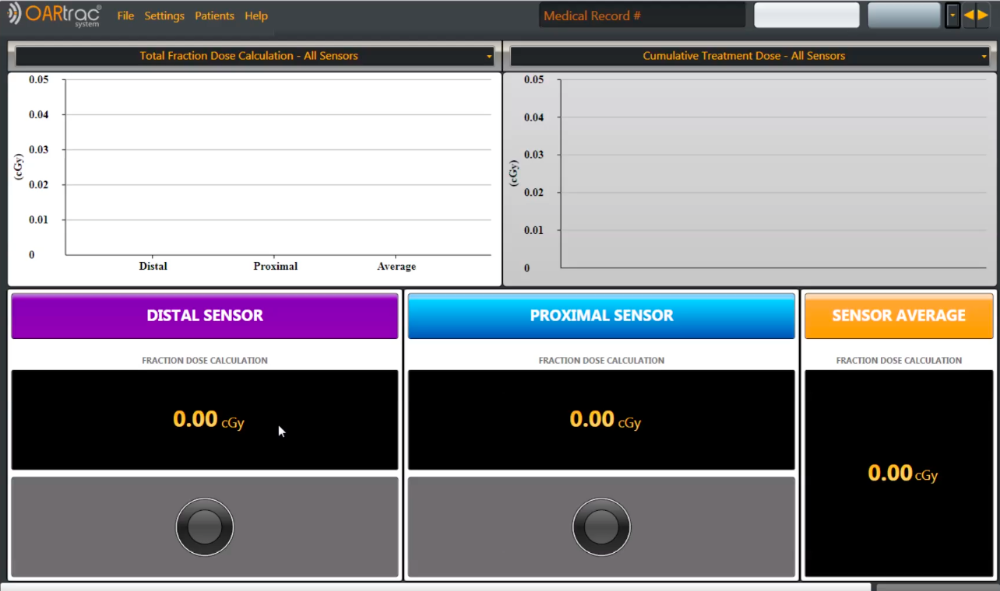 OARtrac® File Settings Patients Help Medical Record #
system
Total Fraction Dose Calculation - All Sensors
Cumulative Treatment Dose - All Sensors
0.05
0.04
0.03
0.02
0.01
0
(cGy)
Distal Proximal Average
0.05
0.04
0.03
0.02
0.01
0
(cGy)
DISTAL SENSOR
FRACTION DOSE CALCULATION
0.00 cGy
PROXIMAL SENSOR
FRACTION DOSE CALCULATION
0.00 cGy
SENSOR AVERAGE
FRACTION DOSE CALCULATION
0.00 cGy